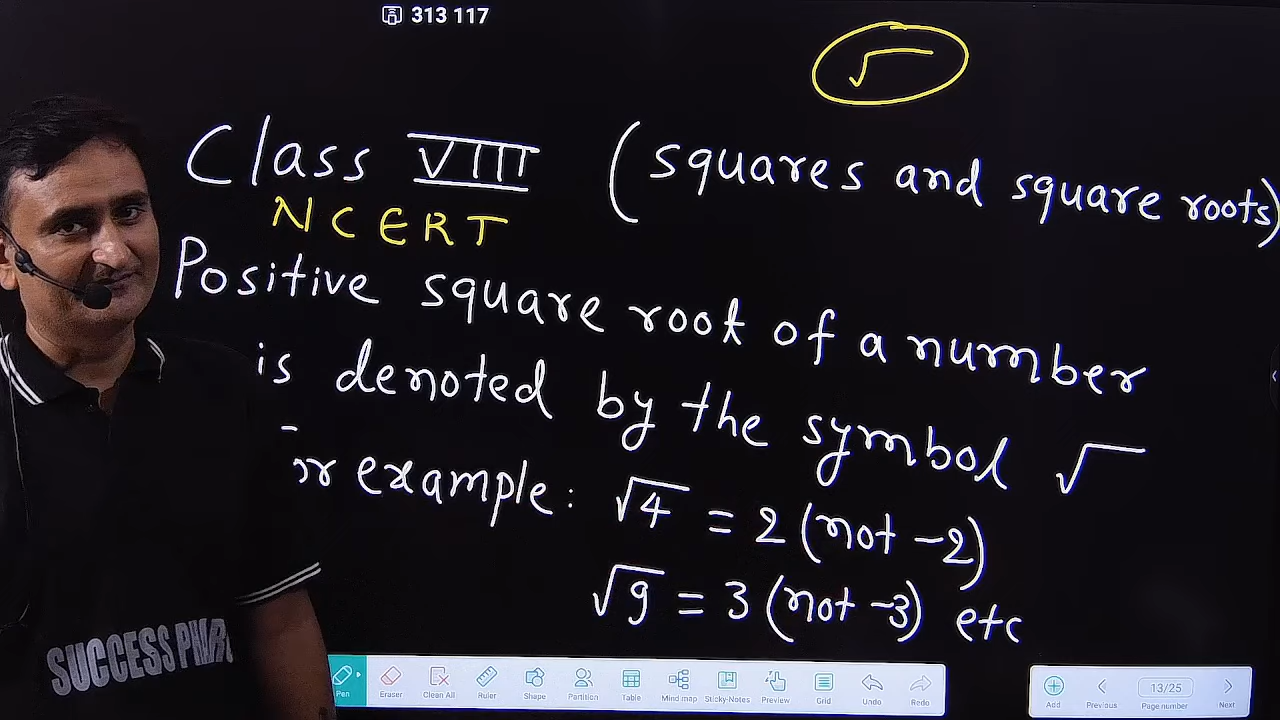 313 117
√
Class VIII (squares and square roots)
NCERT
Positive square root of a number
is denoted by the symbol √
example: √4 = 2 (not -2)
√9 = 3 (not -3) etc
SUCCESS
Pen Eraser Clean All Ruler Shape Partition Table Mind map Sticky-Notes Preview Grid Undo Redo
Add Previous 13/25 Page number Next